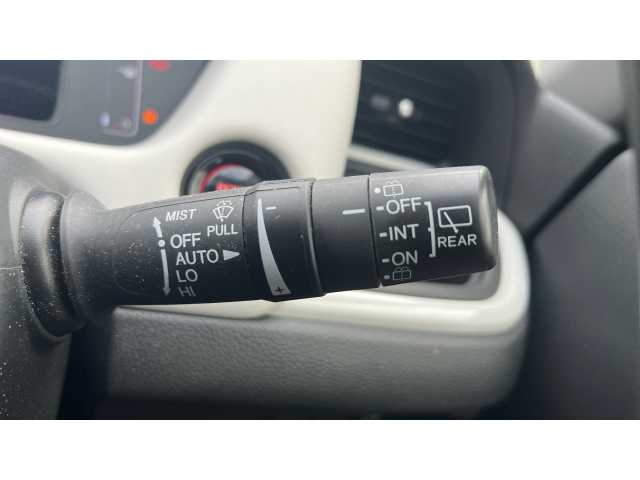 MIST
PULL
OFF
AUTO
LO
HI
- +
OFF
INT
ON
REAR